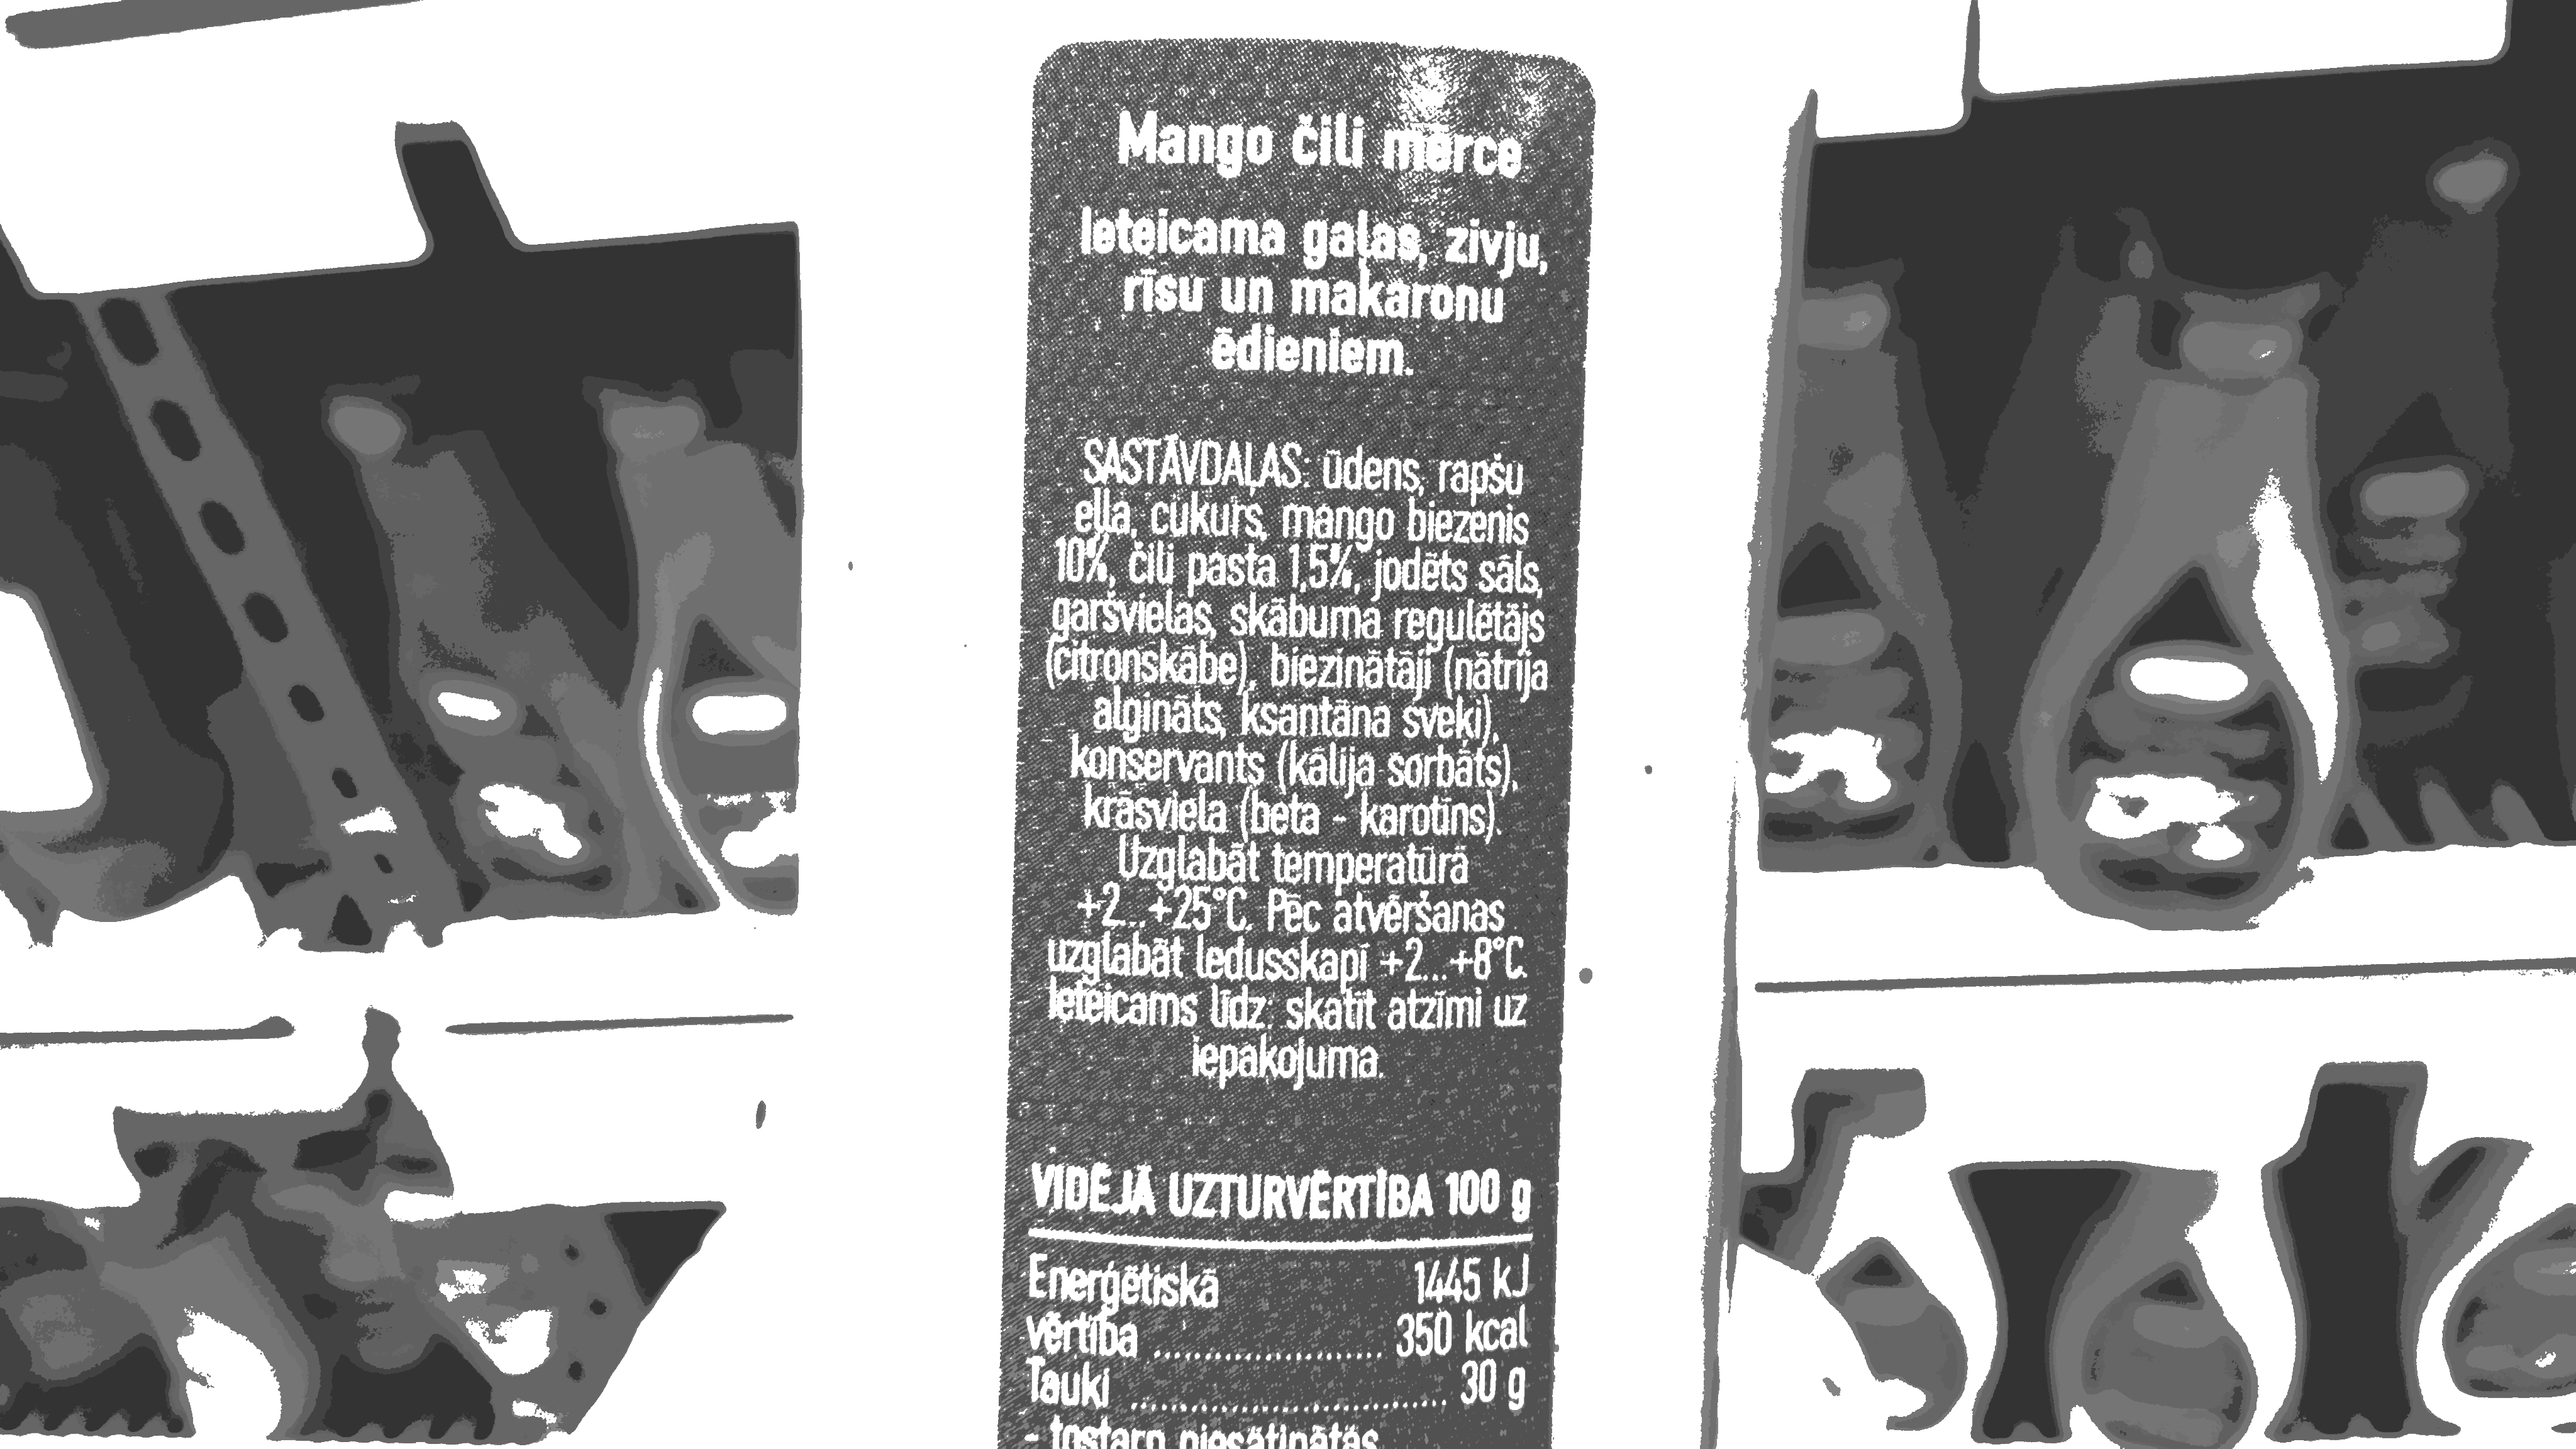 Mango čili mērce
Ieteicama gaļas, zivju,
rīsu un makaronu
ēdieniem.
SASTĀVDAĻAS: ūdens, rapšu
eļļa, cukurs, mango biezenis
10%, čili pasta 1,5%, jodēts sāls,
garšvielas, skābuma regulētājs
(citronskābe), biezinātāji (nātrija
algināts, ksantāna sveķi),
konservants (kālija sorbāts),
krāsviela (beta - karotīns).
Uzglabāt temperatūrā
+2...+25°C. Pēc atvēršanas
uzglabāt ledusskapī +2...+8°C.
Ieteicams līdz: skatīt atzīmi uz
iepakojuma.
VIDĒJĀ UZTURVĒRTĪBA 100 g
Enerģētiskā 1445 kJ
vērtība ...................... 350 kcal
Tauki .............................. 30 g
- tostarp piesātinātās